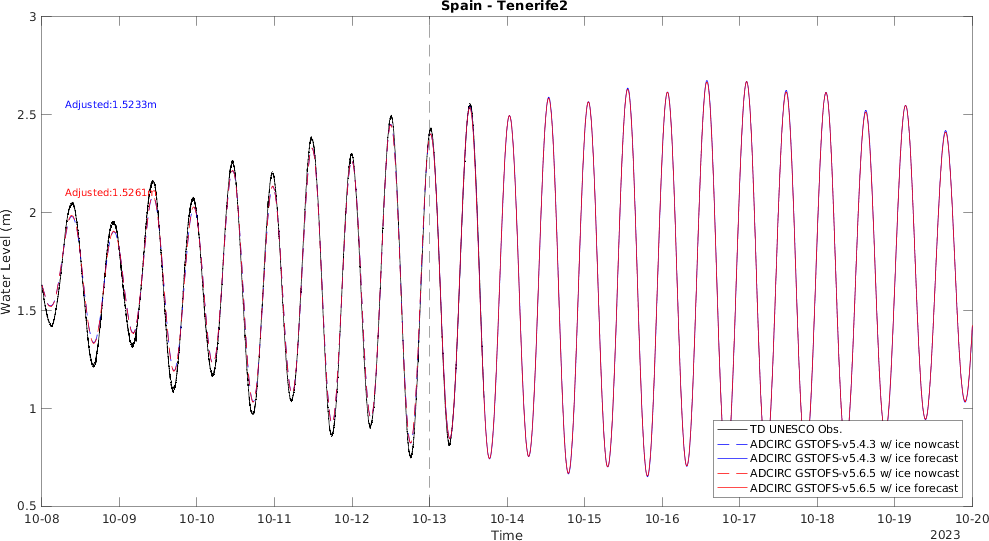 Spain - Tenerife2
3
2.5
2
1.5
1
0.5
Water Level (m)
Adjusted:1.5233m
Adjusted:1.5261m
TD UNESCO Obs.
ADCIRC GSTOFS-v5.4.3 w/ ice nowcast
ADCIRC GSTOFS-v5.4.3 w/ ice forecast
ADCIRC GSTOFS-v5.6.5 w/ ice nowcast
ADCIRC GSTOFS-v5.6.5 w/ ice forecast
10-08 10-09 10-10 10-11 10-12 10-13 10-14 10-15 10-16 10-17 10-18 10-19 10-20
Time
2023